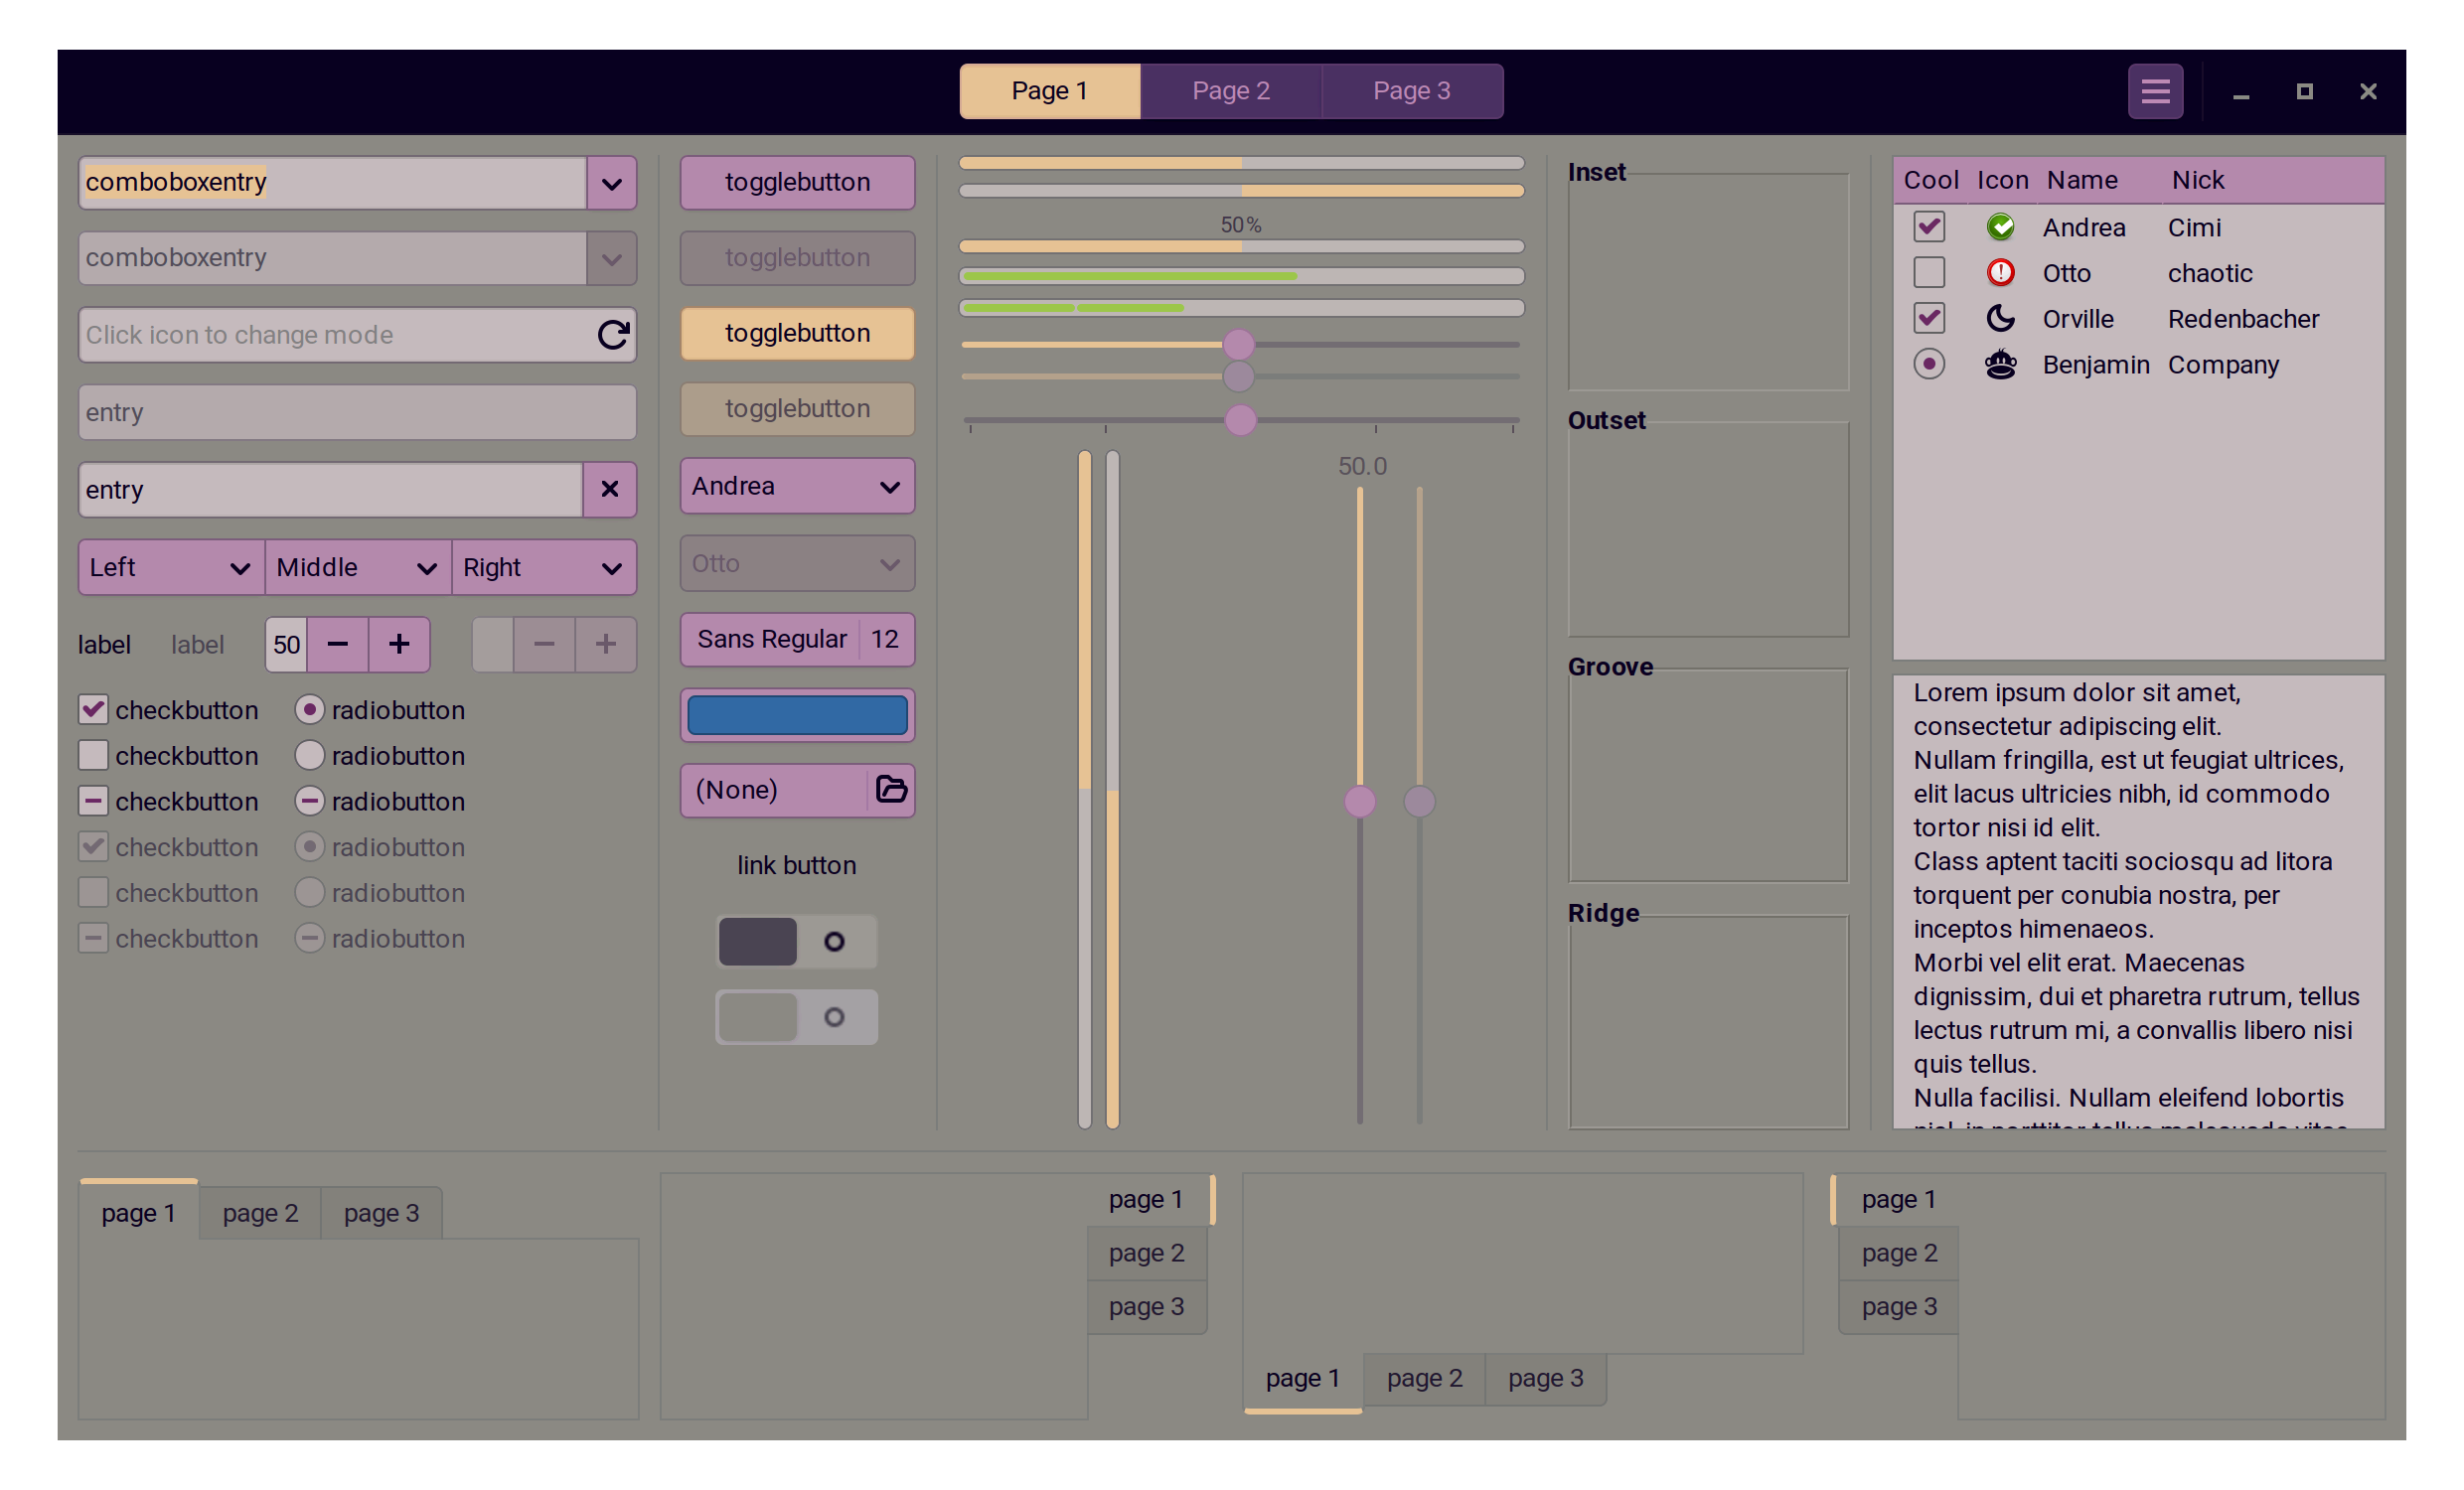 Page 1
Page 2
Page 3
comboboxentry
comboboxentry
Click icon to change mode
entry
entry
Left
Middle
Right
label
label
50
checkbutton
radiobutton
checkbutton
radiobutton
checkbutton
radiobutton
checkbutton
radiobutton
checkbutton
radiobutton
checkbutton
radiobutton
togglebutton
togglebutton
togglebutton
togglebutton
Andrea
Otto
Sans Regular 12
(None)
link button
50%
50.0
Inset
Outset
Groove
Ridge
Cool Icon Name Nick
Andrea Cimi
Otto chaotic
Orville Redenbacher
Benjamin Company
Lorem ipsum dolor sit amet,
consectetur adipiscing elit.
Nullam fringilla, est ut feugiat ultrices,
elit lacus ultricies nibh, id commodo
tortor nisi id elit.
Class aptent taciti sociosqu ad litora
torquent per conubia nostra, per
inceptos himenaeos.
Morbi vel elit erat. Maecenas
dignissim, dui et pharetra rutrum, tellus
lectus rutrum mi, a convallis libero nisi
quis tellus.
Nulla facilisi. Nullam eleifend lobortis
page 1
page 2
page 3
page 1
page 2
page 3
page 1
page 2
page 3
page 1
page 2
page 3